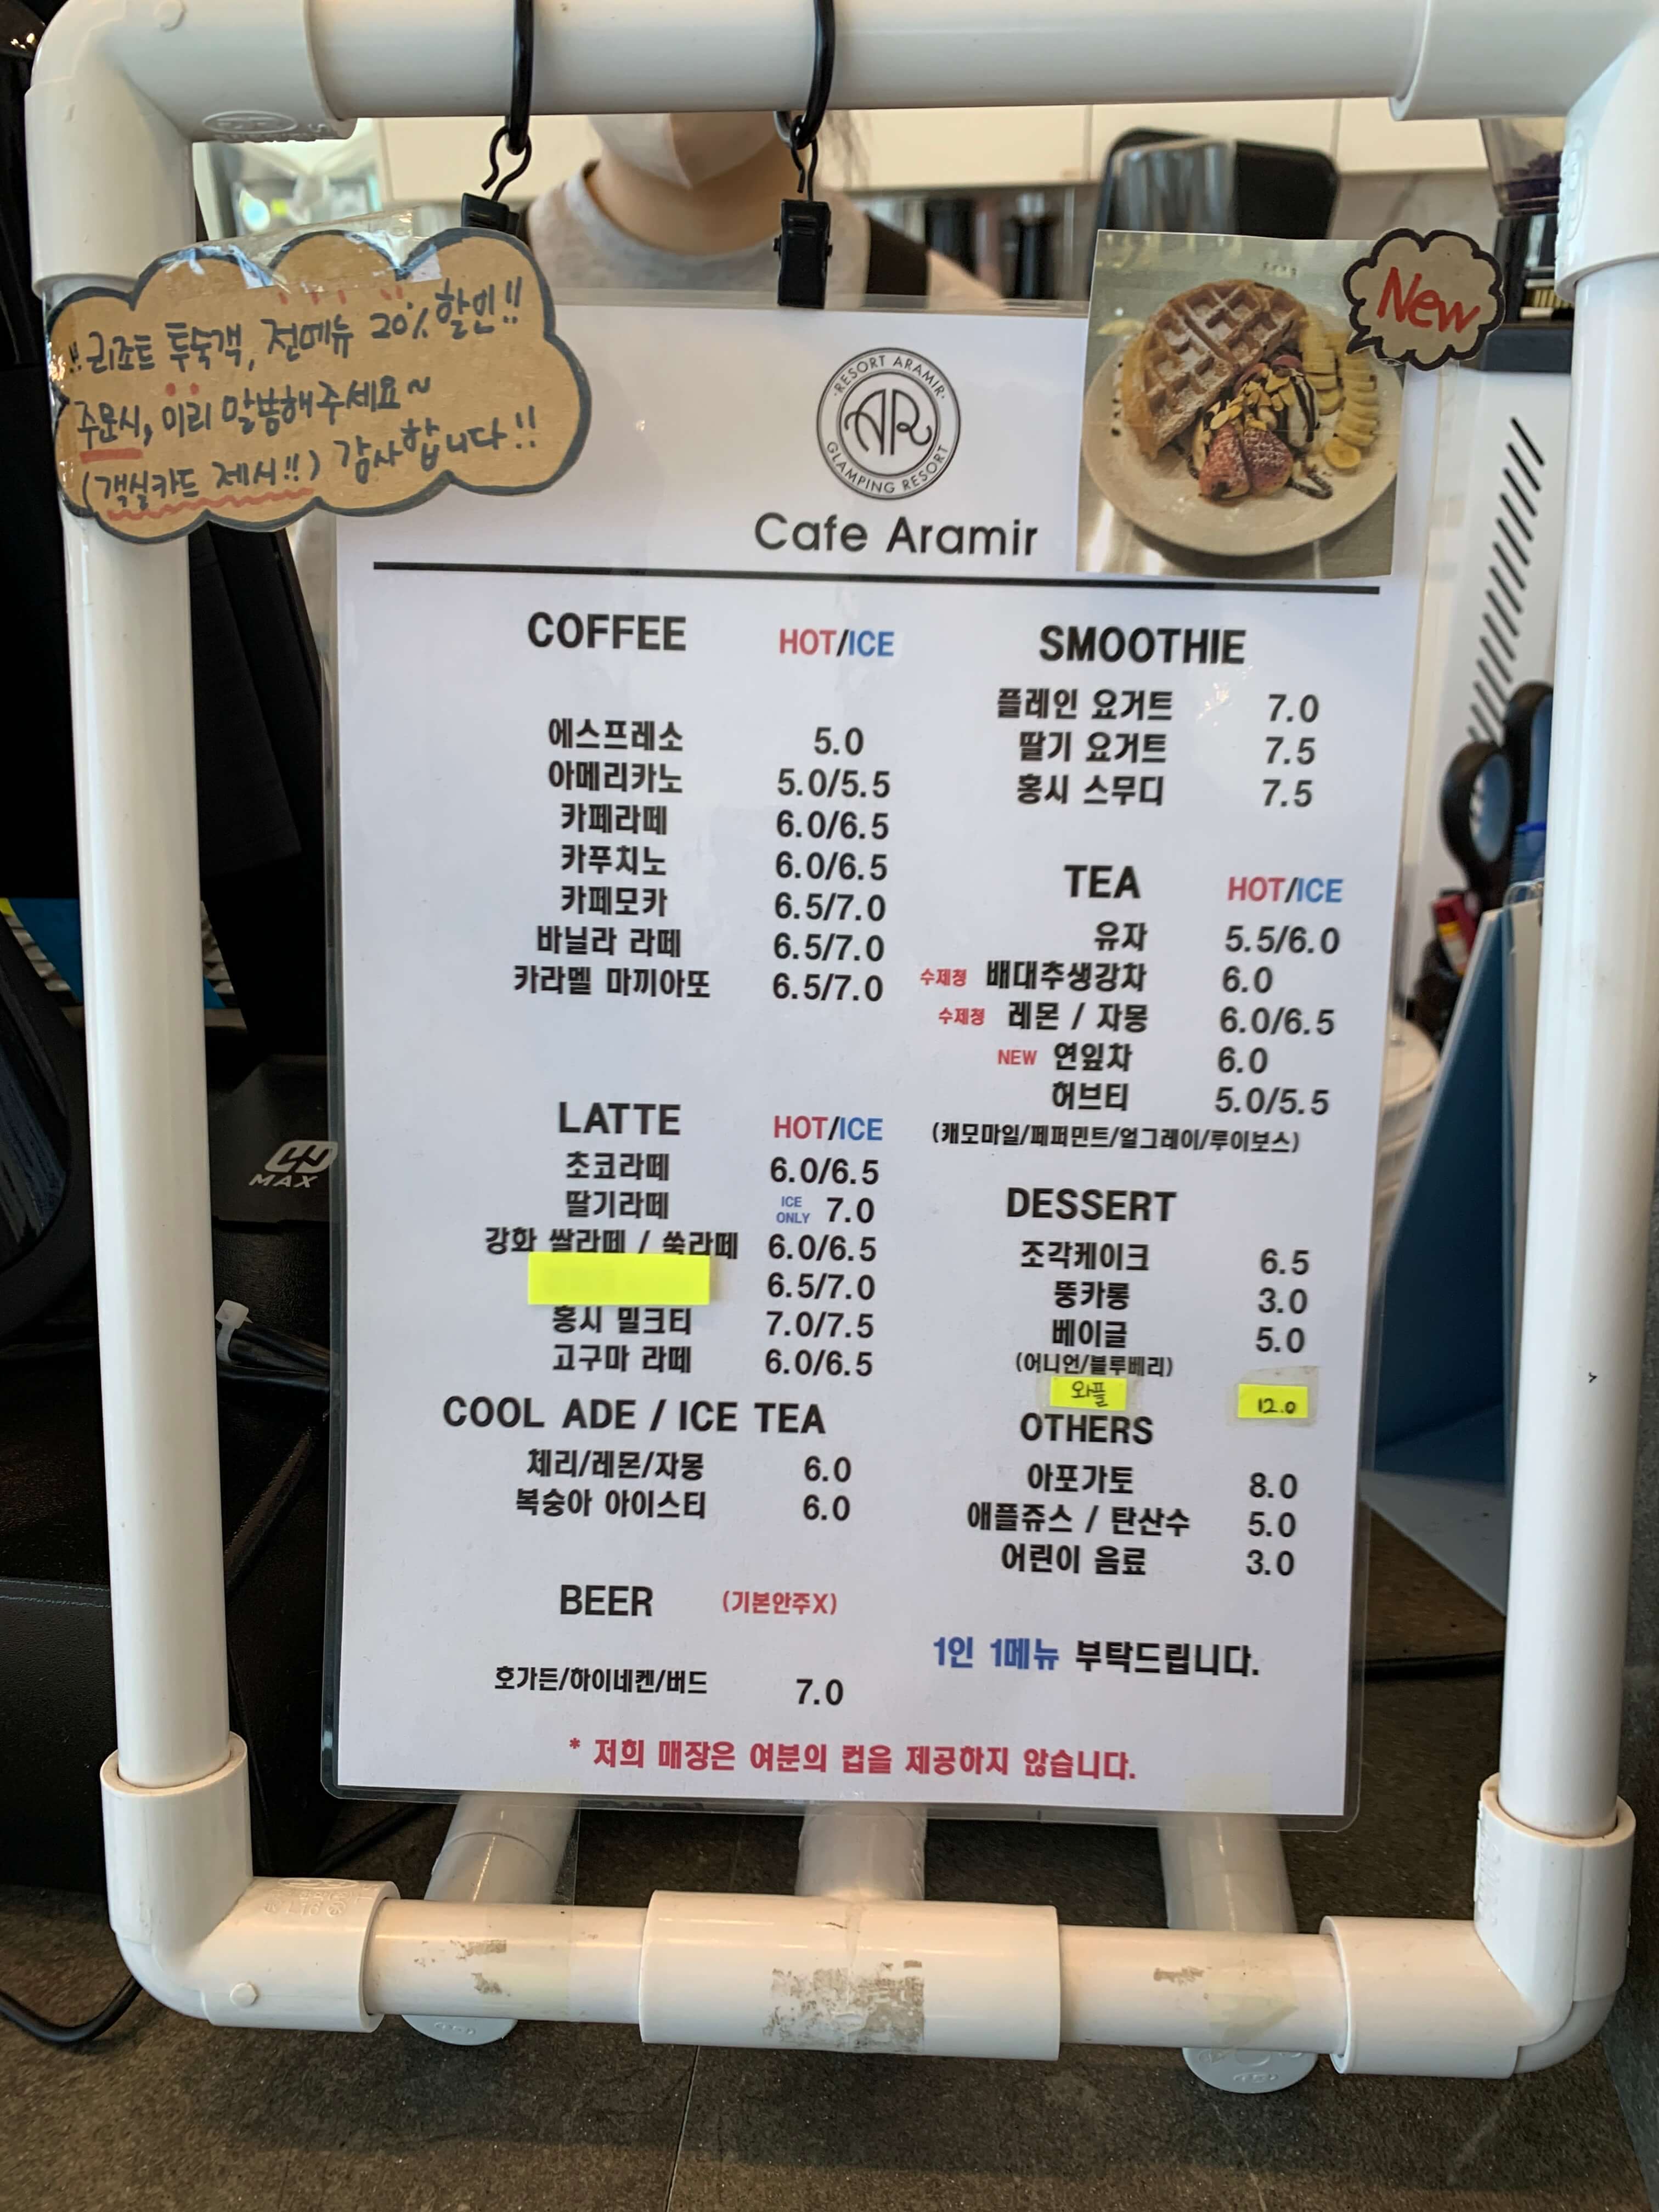 !! 리조트 투숙객, 전메뉴 20% 할인!!
주문시, 미리 말씀해주세요~
(객실카드 제시!!) 감사합니다!!
New
RESORT ARAMIR
AR
GLAMPING RESORT
Cafe Aramir
COFFEE HOT/ICE
에스프레소 5.0
아메리카노 5.0/5.5
카페라떼 6.0/6.5
카푸치노 6.0/6.5
카페모카 6.5/7.0
바닐라 라떼 6.5/7.0
카라멜 마끼아또 6.5/7.0
LATTE HOT/ICE
초코라떼 6.0/6.5
딸기라떼 ICE ONLY 7.0
강화 쌀라떼 / 쑥라떼 6.0/6.5
6.5/7.0
홍시 밀크티 7.0/7.5
고구마 라떼 6.0/6.5
COOL ADE / ICE TEA
체리/레몬/자몽 6.0
복숭아 아이스티 6.0
BEER (기본안주X)
호가든/하이네켄/버드 7.0
SMOOTHIE
플레인 요거트 7.0
딸기 요거트 7.5
홍시 스무디 7.5
TEA HOT/ICE
유자 5.5/6.0
수제청 배대추생강차 6.0
수제청 레몬 / 자몽 6.0/6.5
NEW 연잎차 6.0
허브티 5.0/5.5
(캐모마일/페퍼민트/얼그레이/루이보스)
DESSERT
조각케이크 6.5
뚱카롱 3.0
베이글 5.0
(어니언/블루베리)
와플 12.0
OTHERS
아포가토 8.0
애플쥬스 / 탄산수 5.0
어린이 음료 3.0
1인 1메뉴 부탁드립니다.
* 저희 매장은 여분의 컵을 제공하지 않습니다.
MAX